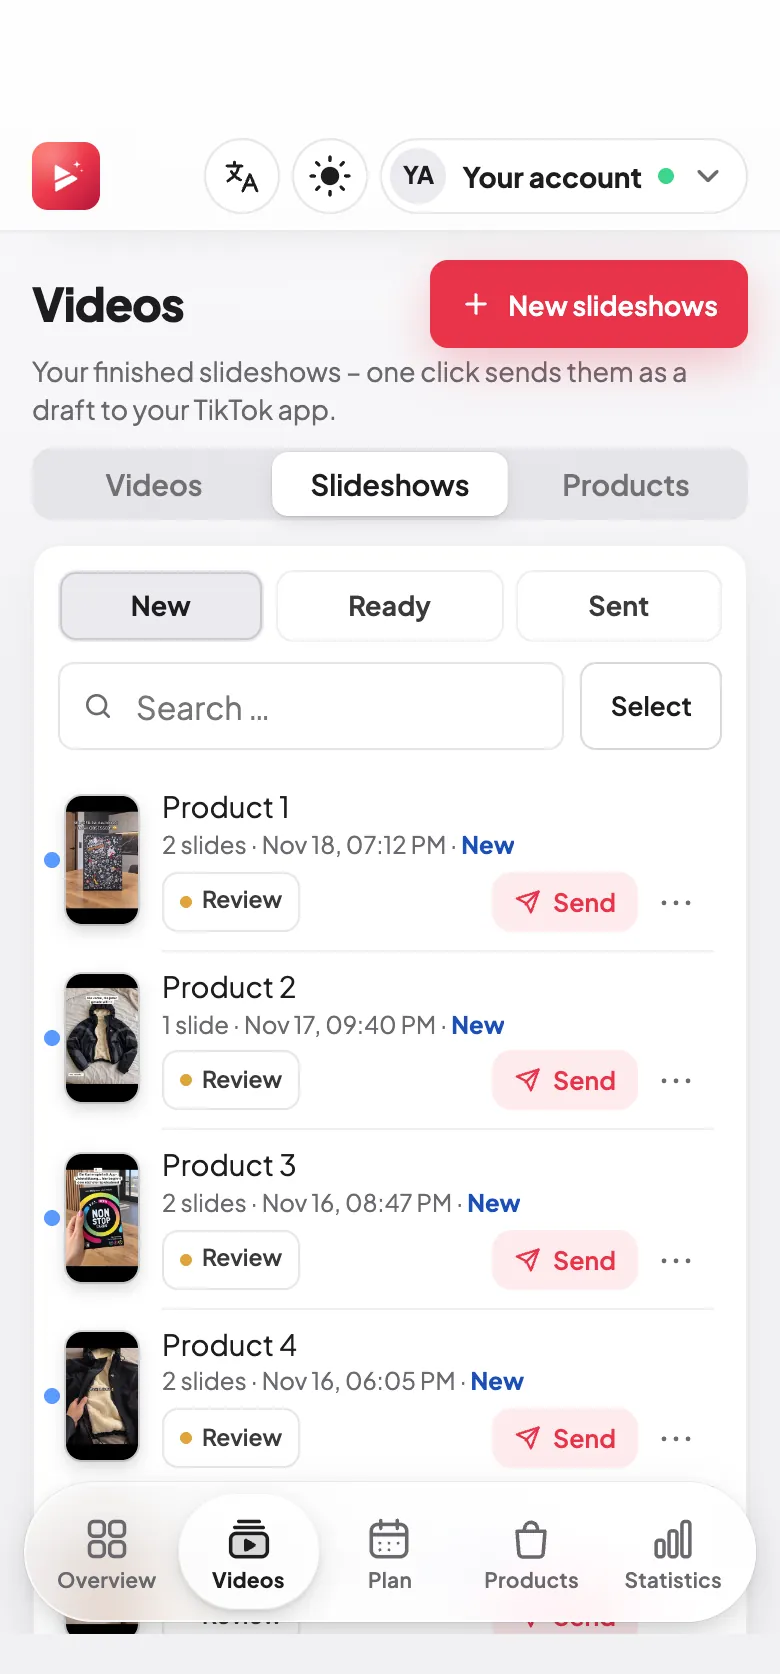 YA Your account
Videos
+ New slideshows
Your finished slideshows – one click sends them as a
draft to your TikTok app.
Videos Slideshows Products
New Ready Sent
Search ... Select
Product 1
2 slides · Nov 18, 07:12 PM · New
Review Send ...
Product 2
1 slide · Nov 17, 09:40 PM · New
Review Send ...
Product 3
2 slides · Nov 16, 08:47 PM · New
NON
STOP
Review Send ...
Product 4
2 slides · Nov 16, 06:05 PM · New
Review Send ...
Overview Videos Plan Products Statistics